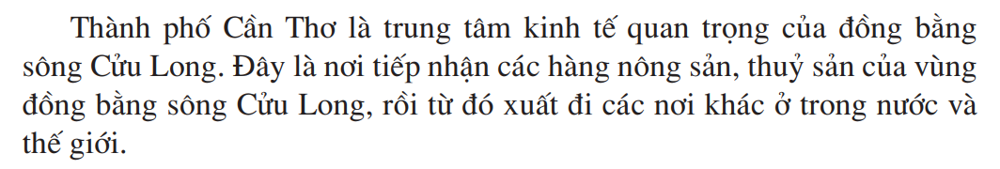 Thành phố Cần Thơ là trung tâm kinh tế quan trọng của đồng bằng
sông Cửu Long. Đây là nơi tiếp nhận các hàng nông sản, thuỷ sản của vùng
đồng bằng sông Cửu Long, rồi từ đó xuất đi các nơi khác ở trong nước và
thế giới.